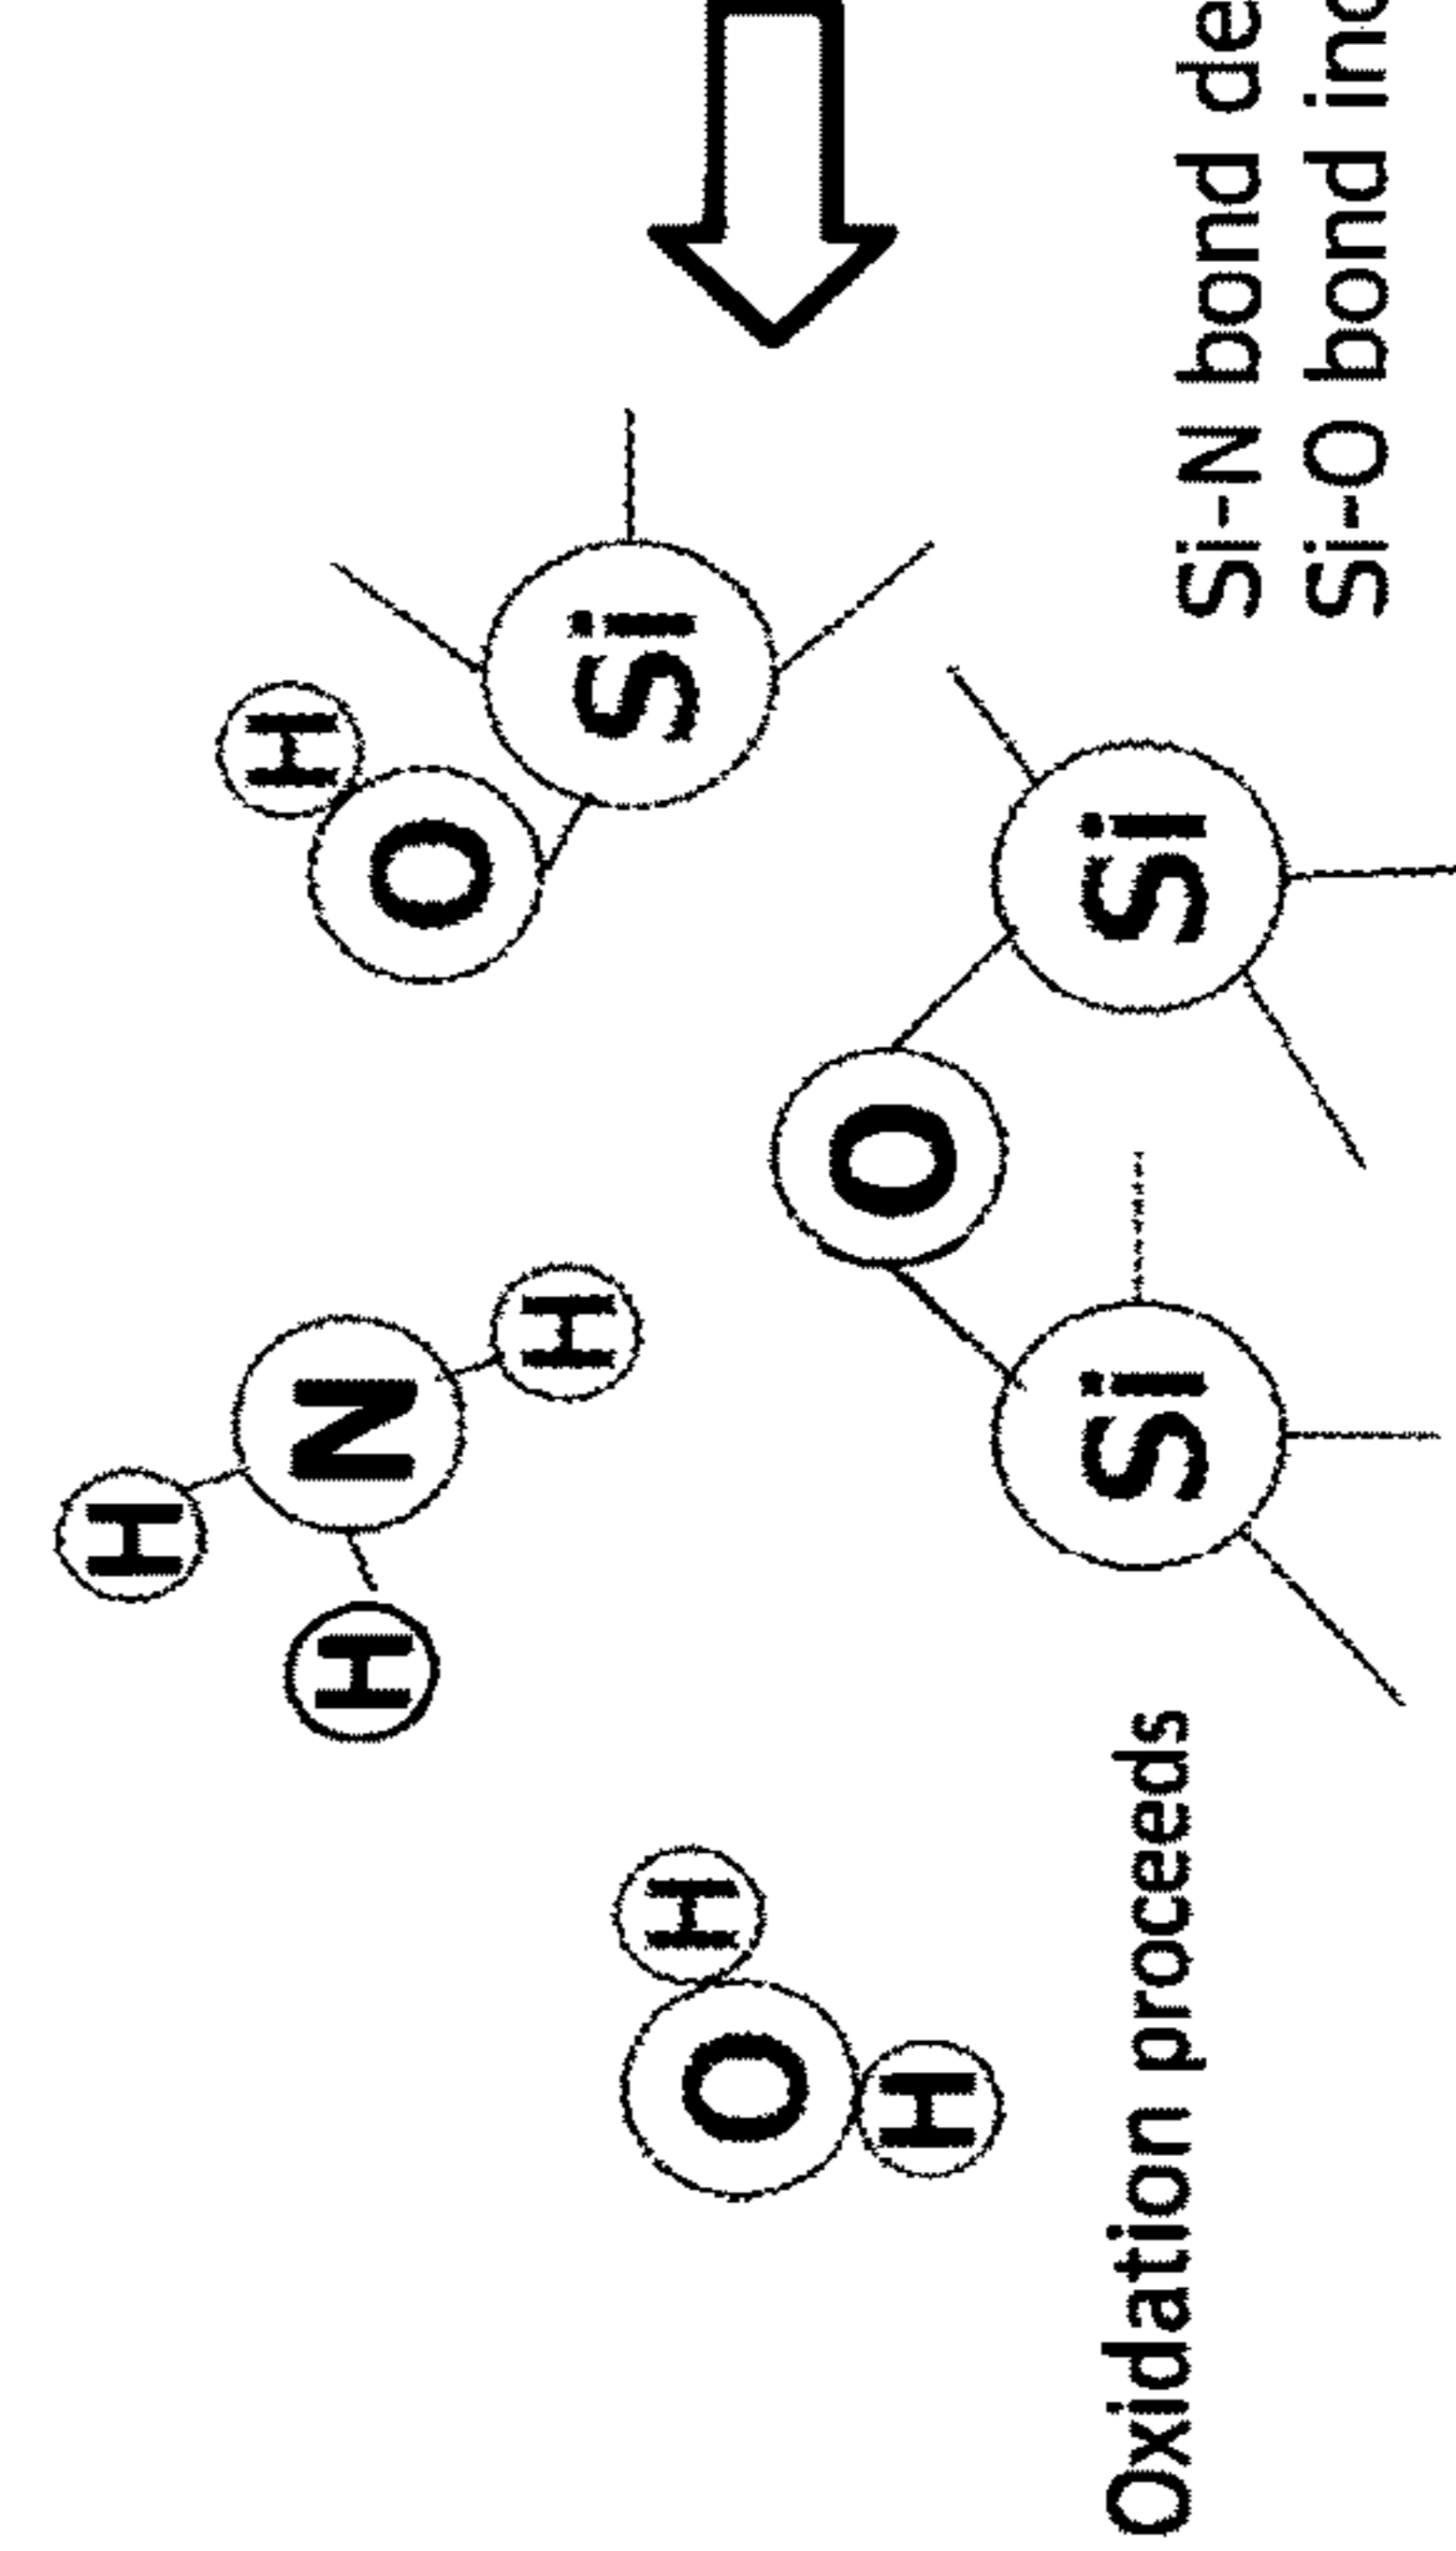 H
H
H N
O
H
Si
H
O
O
H
Si Si
Oxidation proceeds
Si-N bond de
Si-O bond inc